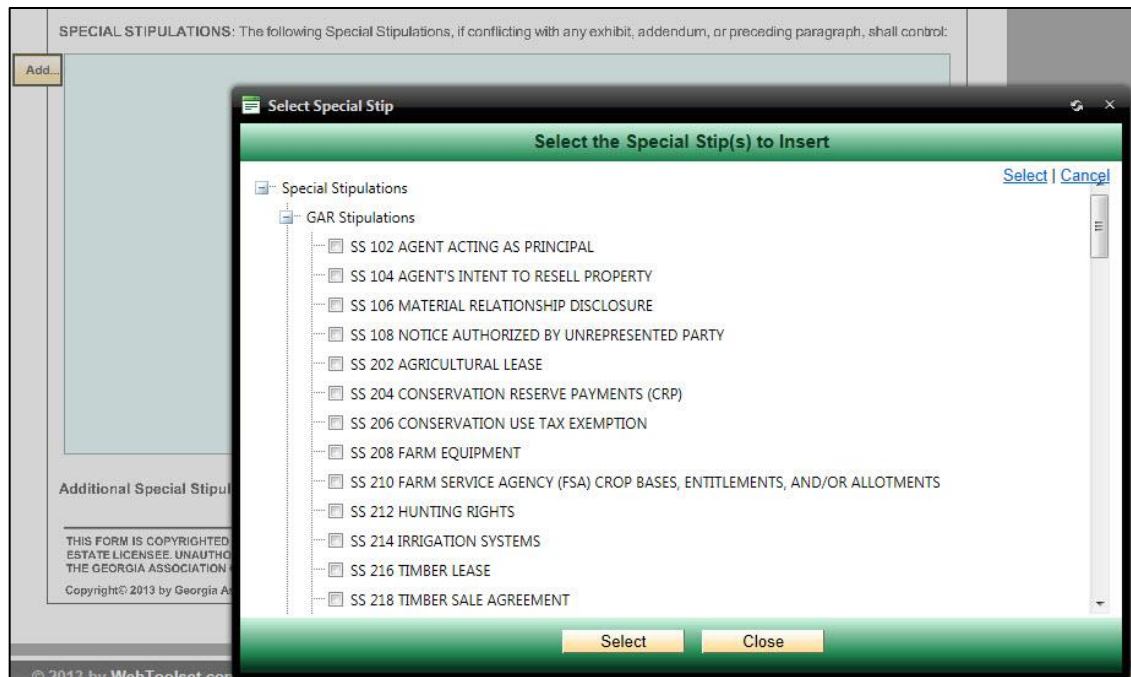 SPECIAL STIPULATIONS: The following Special Stipulations, if conflicting with any exhibit, addendum, or preceding paragraph, shall control:
Add...
Select Special Stip
Select the Special Stip(s) to Insert
Select | Cancel
Special Stipulations
GAR Stipulations
SS 102 AGENT ACTING AS PRINCIPAL
SS 104 AGENT'S INTENT TO RESELL PROPERTY
SS 106 MATERIAL RELATIONSHIP DISCLOSURE
SS 108 NOTICE AUTHORIZED BY UNREPRESENTED PARTY
SS 202 AGRICULTURAL LEASE
SS 204 CONSERVATION RESERVE PAYMENTS (CRP)
SS 206 CONSERVATION USE TAX EXEMPTION
SS 208 FARM EQUIPMENT
SS 210 FARM SERVICE AGENCY (FSA) CROP BASES, ENTITLEMENTS, AND/OR ALLOTMENTS
SS 212 HUNTING RIGHTS
SS 214 IRRIGATION SYSTEMS
SS 216 TIMBER LEASE
SS 218 TIMBER SALE AGREEMENT
Select Close
Additional Special Stipul
THIS FORM IS COPYRIGHTED
ESTATE LICENSEE. UNAUTHO
THE GEORGIA ASSOCIATION
Copyright© 2013 by Georgia As
by WebToolset.con